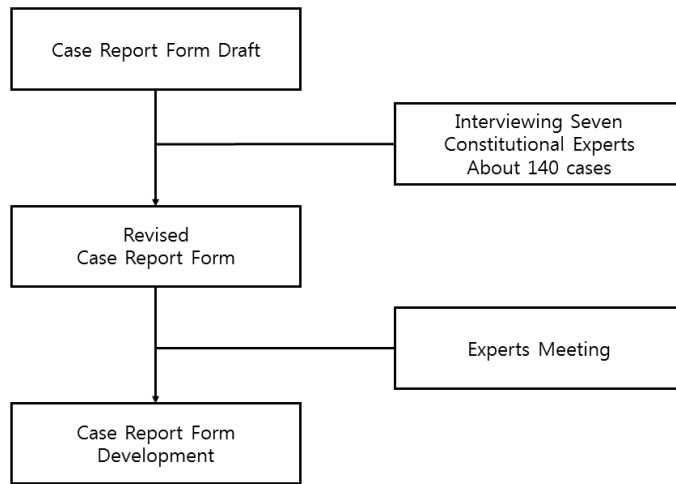 Case Report Form Draft
Interviewing Seven
Constitutional Experts
About 140 cases
Revised
Case Report Form
Experts Meeting
Case Report Form
Development